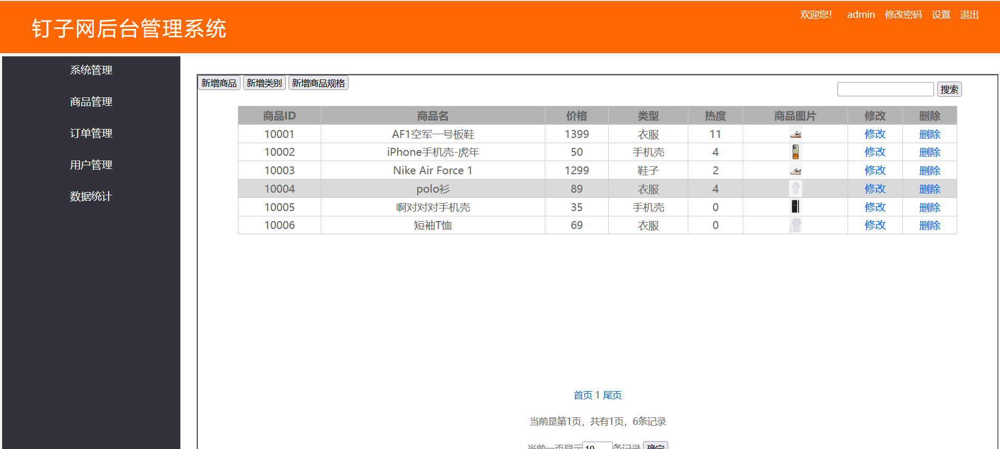 钉子网后台管理系统
欢迎您! admin 修改密码 设置 退出
系统管理
商品管理
订单管理
用户管理
数据统计
新增商品 新增类别 新增商品规格
搜索
商品ID 商品名 价格 类型 热度 商品图片 修改 删除
10001 AF1空军一号板鞋 1399 衣服 11 修改 删除
10002 iPhone手机壳-虎年 50 手机壳 4 修改 删除
10003 Nike Air Force 1 1299 鞋子 2 修改 删除
10004 polo衫 89 衣服 4 修改 删除
10005 啊对对对手机壳 35 手机壳 0 修改 删除
10006 短袖T恤 69 衣服 0 修改 删除
首页 1 尾页
当前是第1页，共有1页，6条记录
当前一页显示10条记录 确定